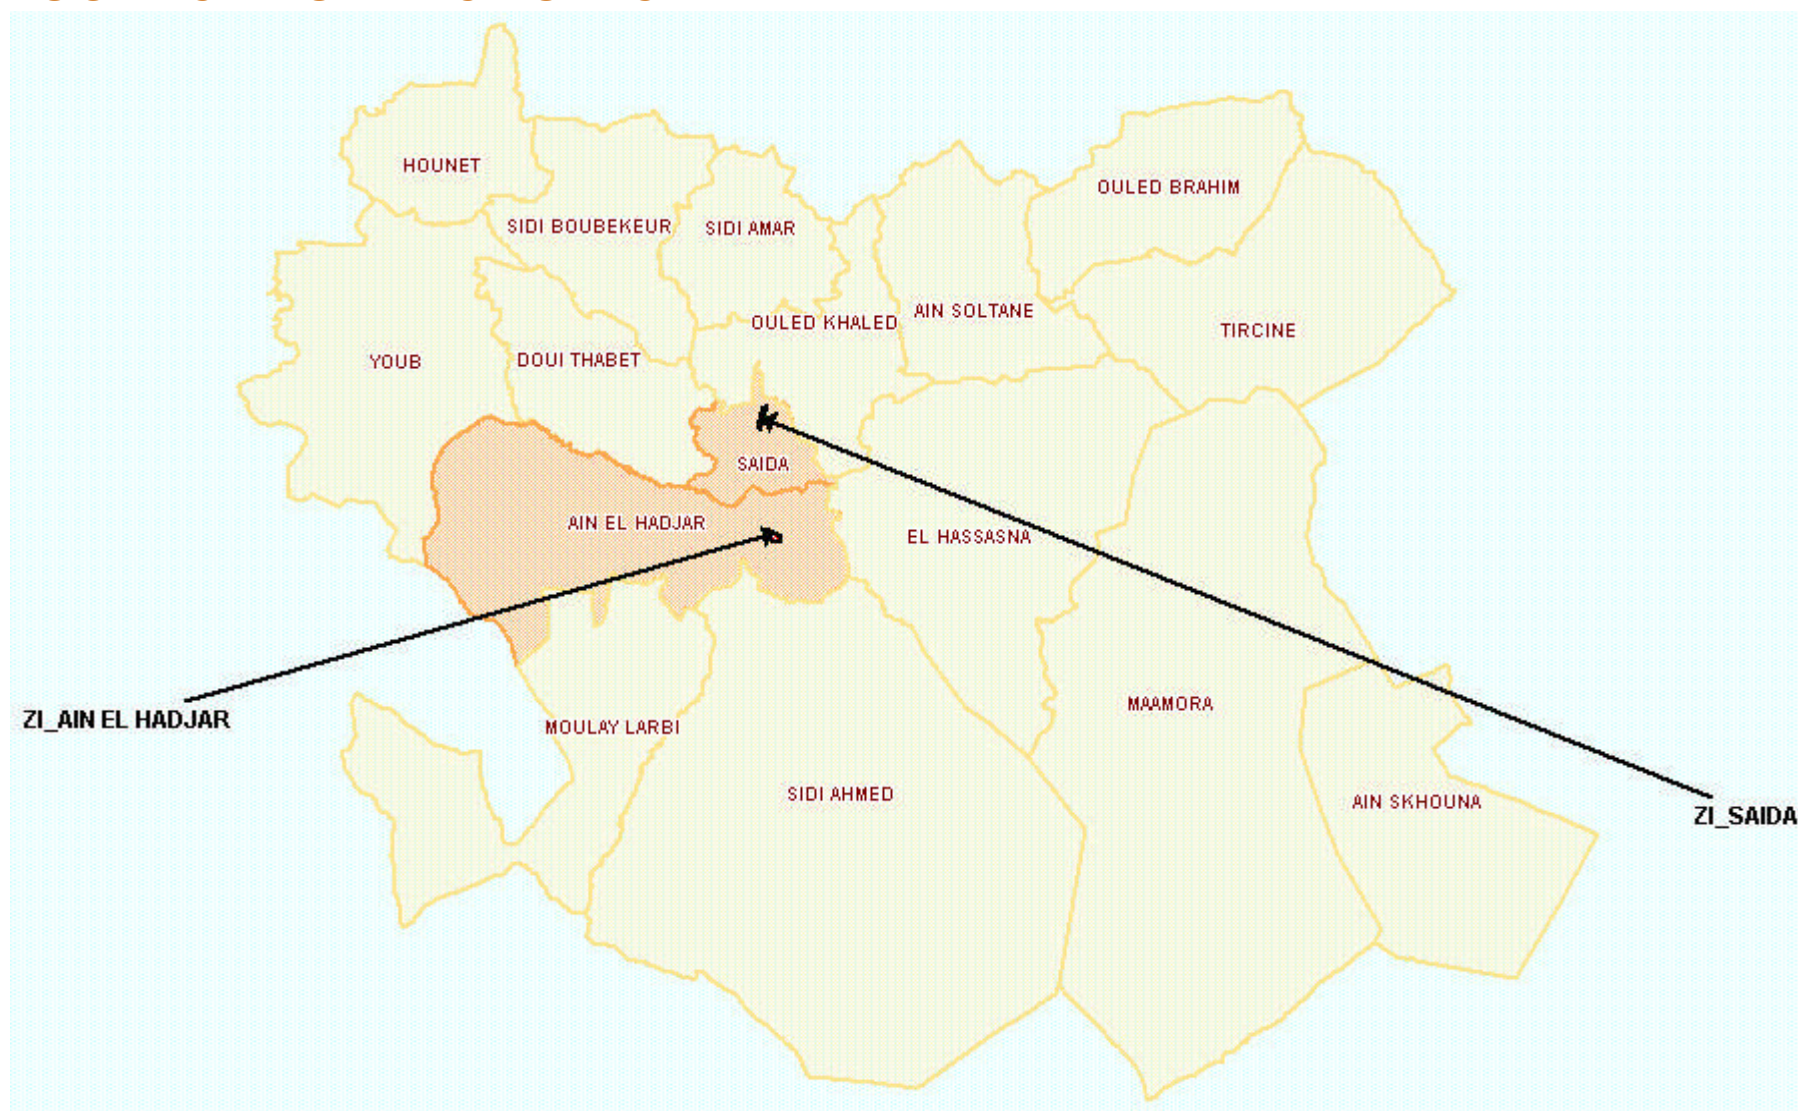 HOUNET
OULED BRAHIM
SIDI BOUBEKEUR
SIDI AMAR
AIN SOLTANE
OULED KHALED
TIRCINE
YOUB
DOUI THABET
SAIDA
AIN EL HADJAR
EL HASSASNA
MAAMORA
ZI_AIN EL HADJAR
MOULAY LARBI
SIDI AHMED
AIN SKHOUNA
ZI_SAIDA